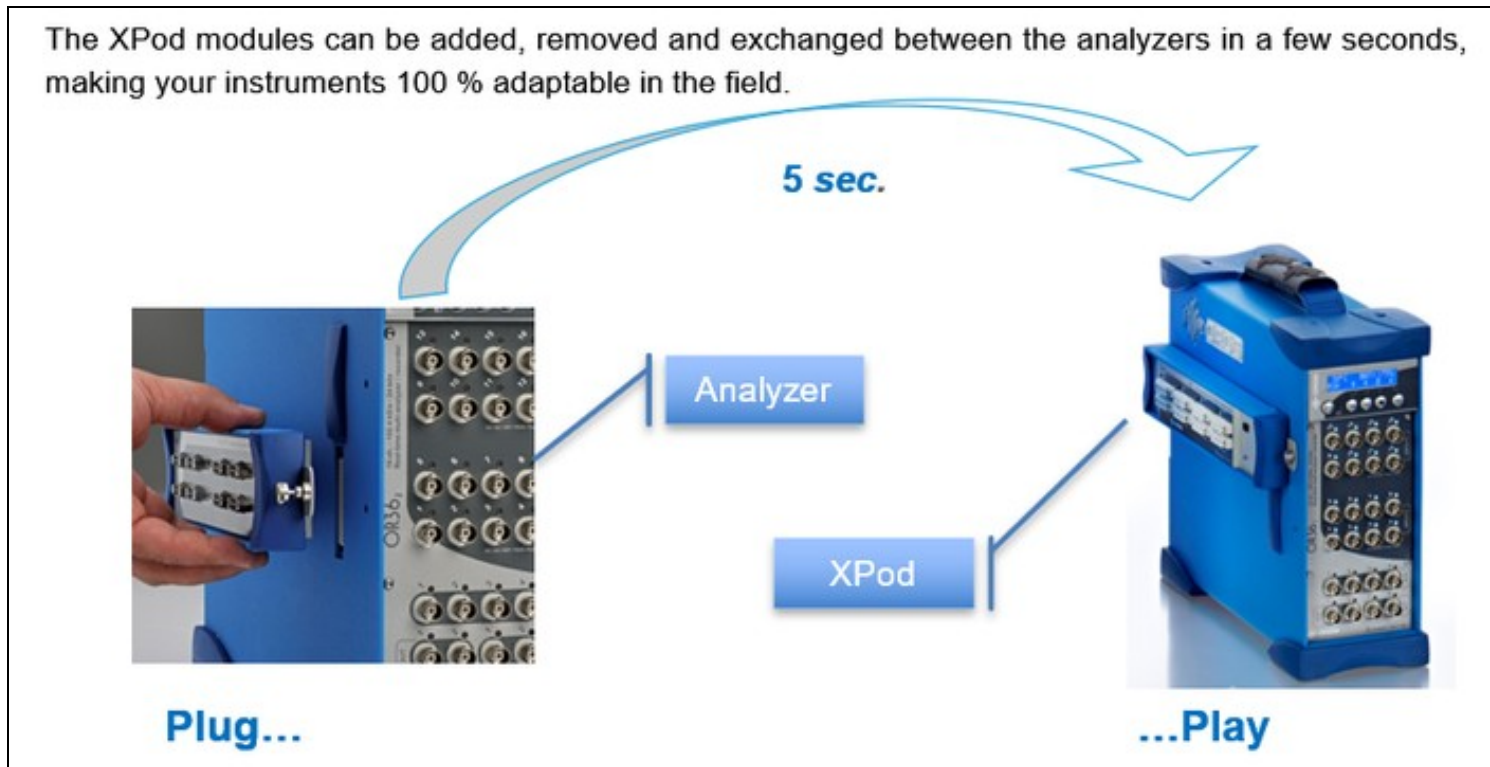 The XPod modules can be added, removed and exchanged between the analyzers in a few seconds,
making your instruments 100 % adaptable in the field.
5 sec.
Analyzer
OR36
XPod
Plug...
...Play